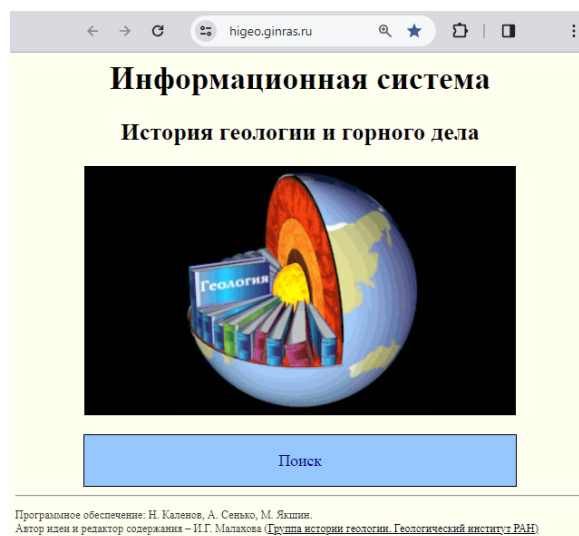 higeo.ginras.ru
Информационная система
История геологии и горного дела
Геология
Поиск
Программное обеспечение: Н. Каленов, А. Сенько, М. Якшин.
Автор идеи и редактор содержания – И.Г. Малахова (Группа истории геологии. Геологический институт РАН)